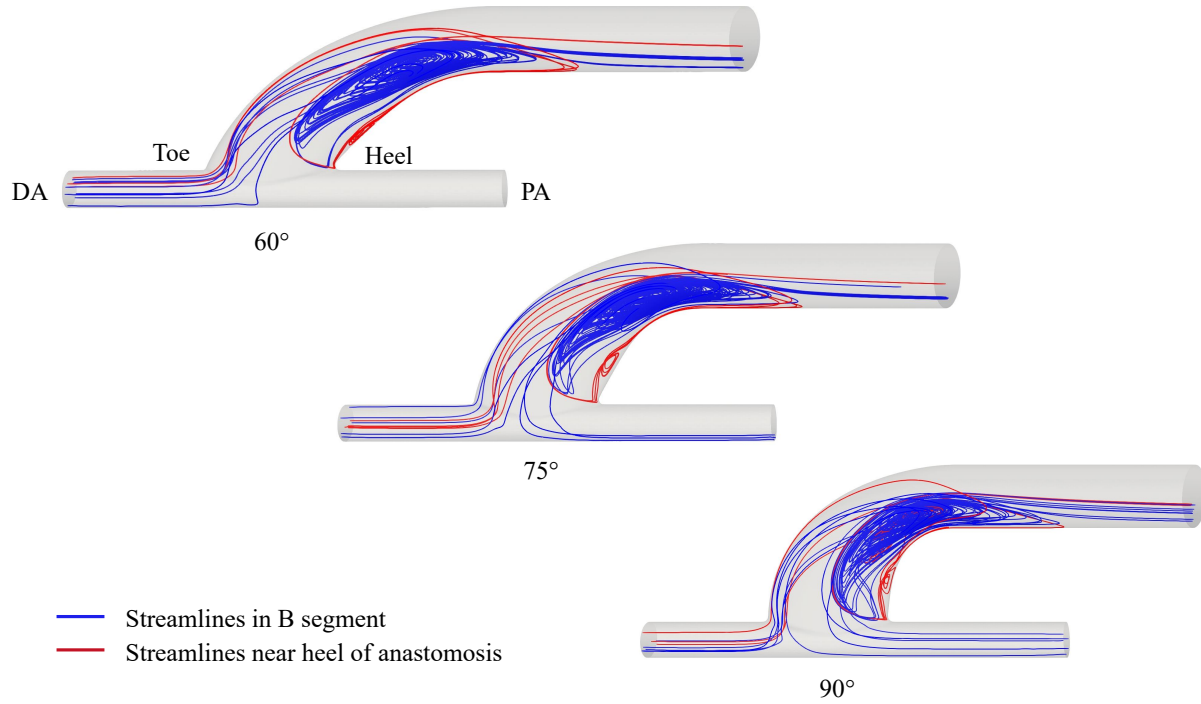 Toe
Heel
DA
PA
60°
75°
Streamlines in B segment
Streamlines near heel of anastomosis
90°